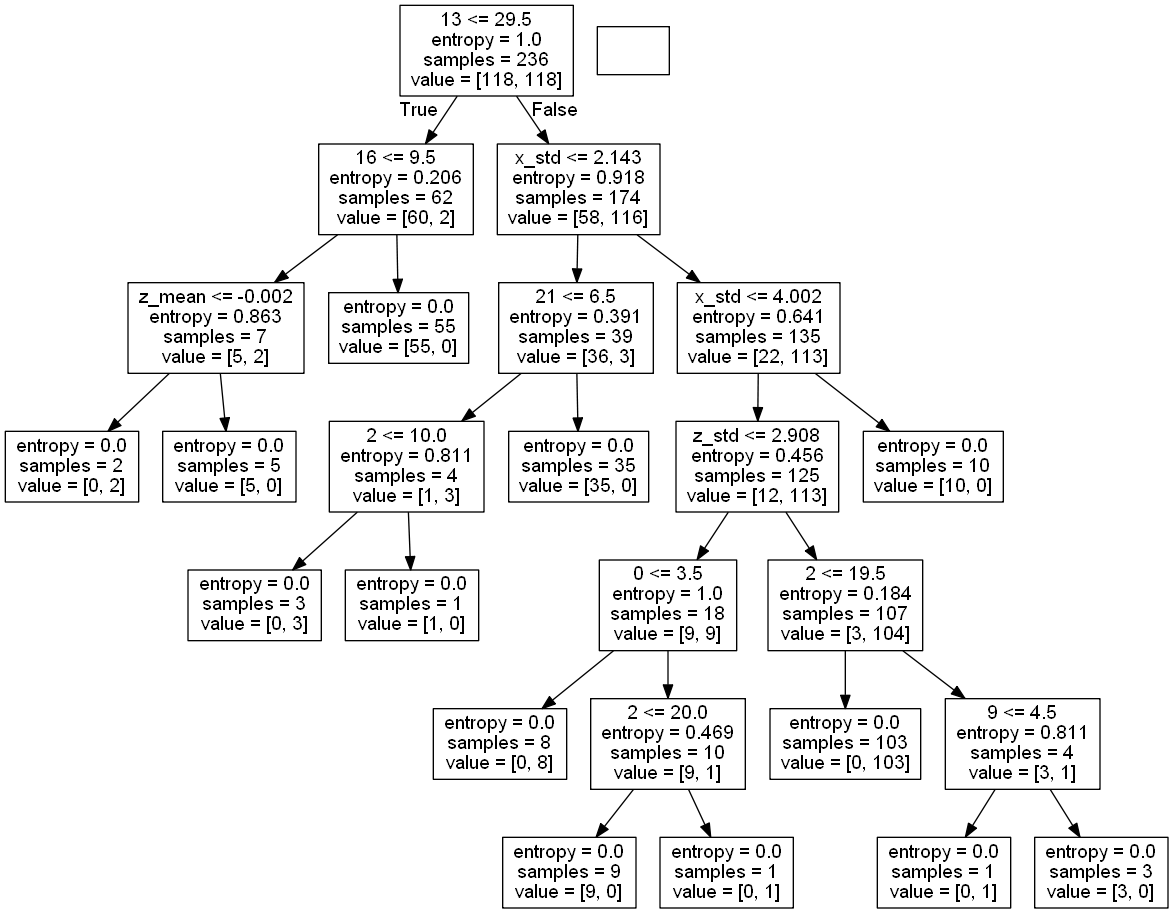 13 <= 29.5
entropy = 1.0
samples = 236
value = [118, 118]
True
False
16 <= 9.5
entropy = 0.206
samples = 62
value = [60, 2]
x_std <= 2.143
entropy = 0.918
samples = 174
value = [58, 116]
z_mean <= -0.002
entropy = 0.863
samples = 7
value = [5, 2]
entropy = 0.0
samples = 55
value = [55, 0]
21 <= 6.5
entropy = 0.391
samples = 39
value = [36, 3]
x_std <= 4.002
entropy = 0.641
samples = 135
value = [22, 113]
entropy = 0.0
samples = 2
value = [0, 2]
entropy = 0.0
samples = 5
value = [5, 0]
2 <= 10.0
entropy = 0.811
samples = 4
value = [1, 3]
entropy = 0.0
samples = 35
value = [35, 0]
z_std <= 2.908
entropy = 0.456
samples = 125
value = [12, 113]
entropy = 0.0
samples = 10
value = [10, 0]
entropy = 0.0
samples = 3
value = [0, 3]
entropy = 0.0
samples = 1
value = [1, 0]
0 <= 3.5
entropy = 1.0
samples = 18
value = [9, 9]
2 <= 19.5
entropy = 0.184
samples = 107
value = [3, 104]
entropy = 0.0
samples = 8
value = [0, 8]
2 <= 20.0
entropy = 0.469
samples = 10
value = [9, 1]
entropy = 0.0
samples = 103
value = [0, 103]
9 <= 4.5
entropy = 0.811
samples = 4
value = [3, 1]
entropy = 0.0
samples = 9
value = [9, 0]
entropy = 0.0
samples = 1
value = [0, 1]
entropy = 0.0
samples = 1
value = [0, 1]
entropy = 0.0
samples = 3
value = [3, 0]